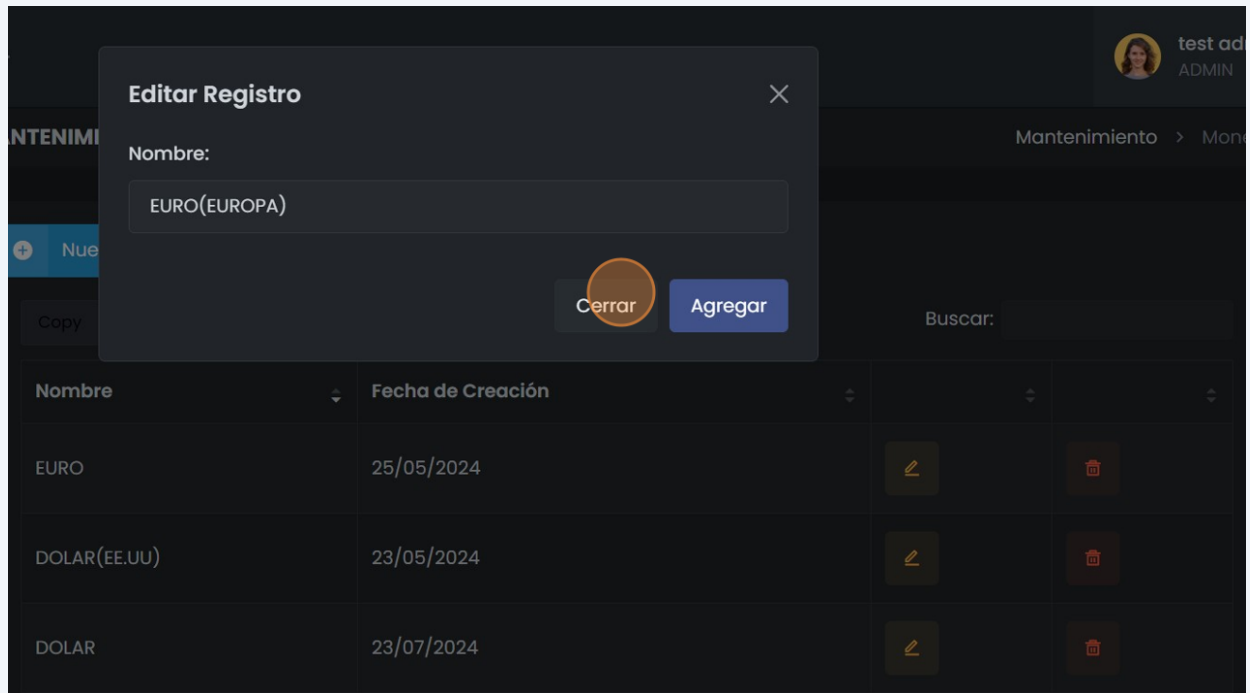 test ad
ADMIN
Editar Registro
NTENIMI
Mantenimiento > Mone
Nombre:
EURO(EUROPA)
Nue
Cerrar
Agregar
Copy
Buscar:
Nombre
Fecha de Creación
EURO
25/05/2024
DOLAR(EE.UU)
23/05/2024
DOLAR
23/07/2024